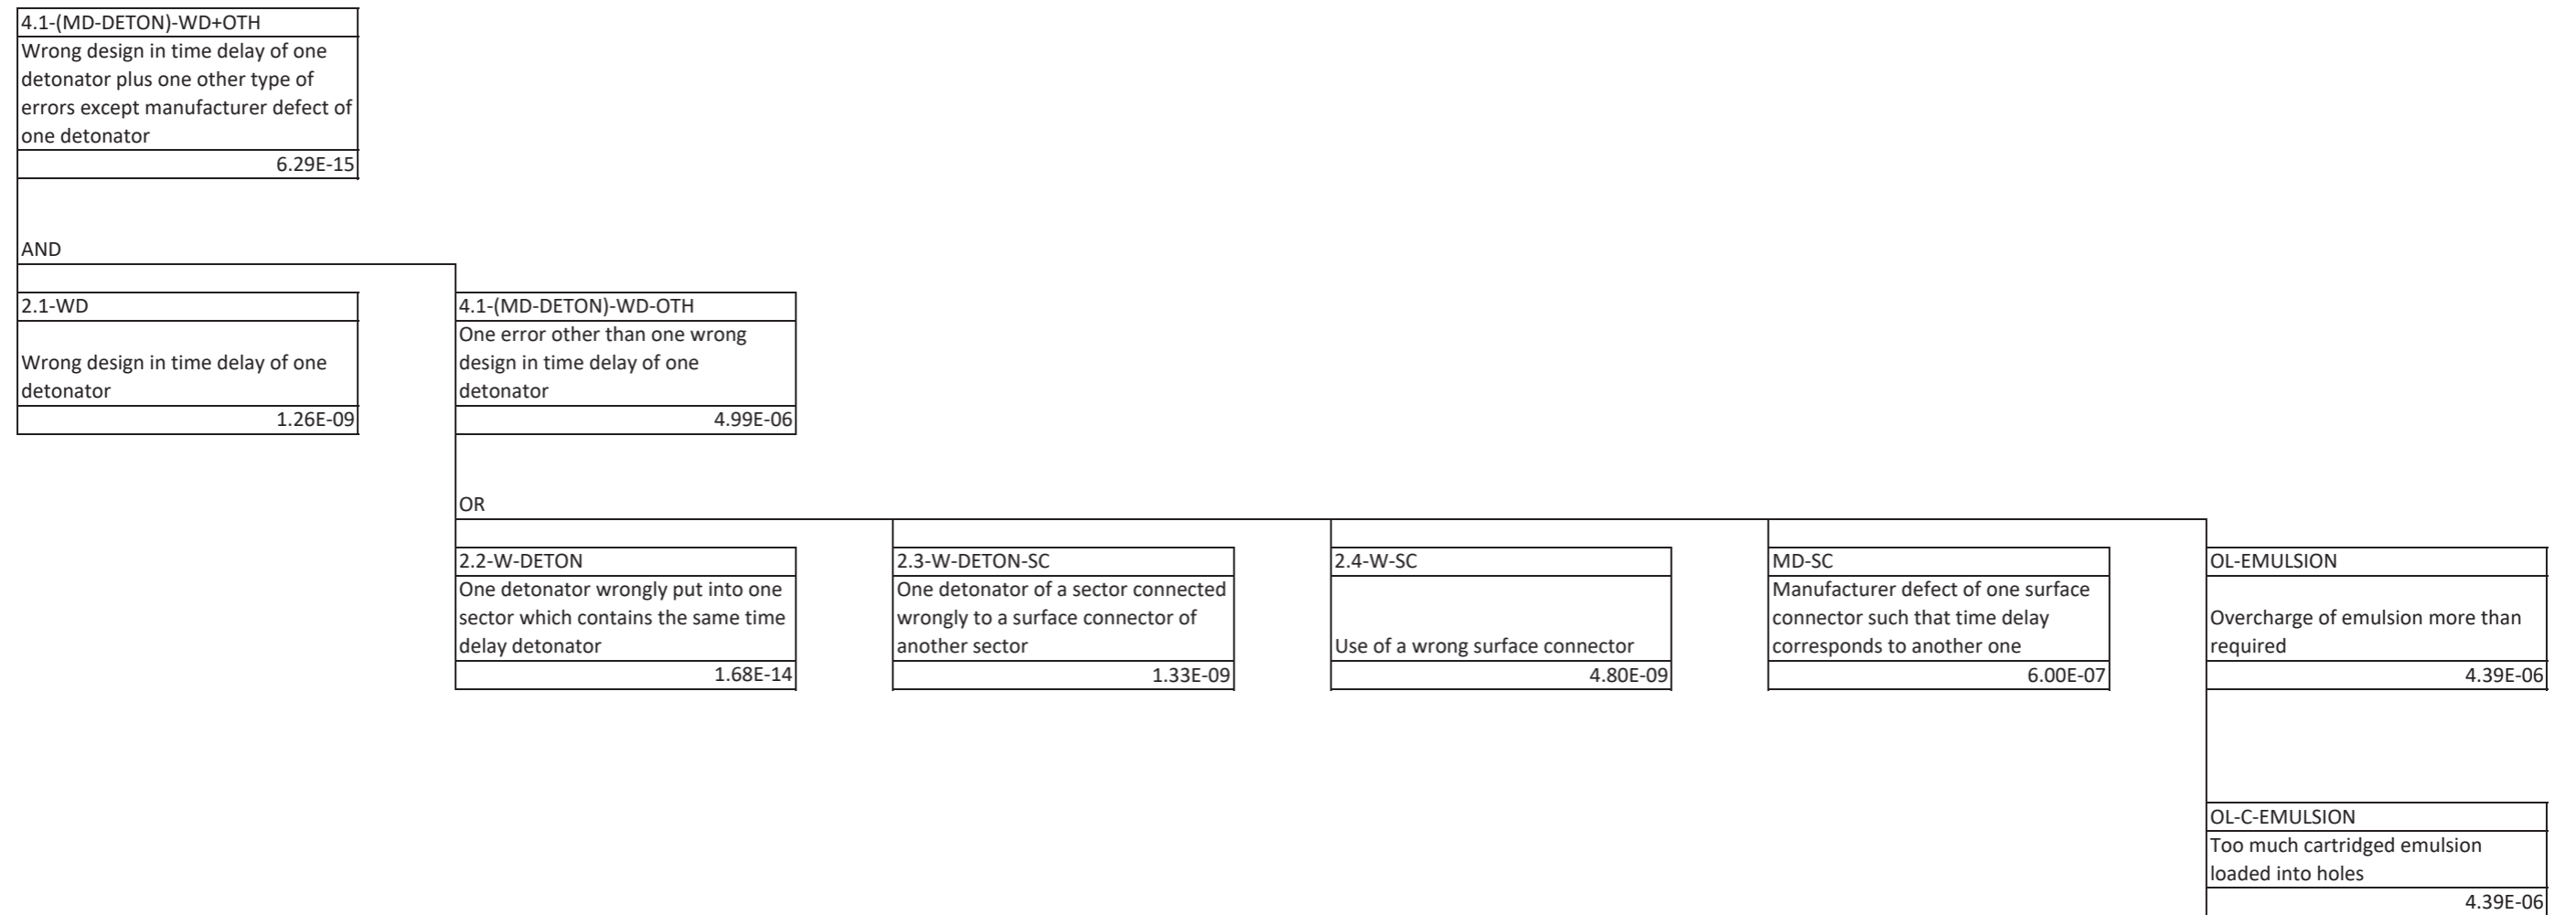 4.1-(MD-DETON)-WD+OTH
Wrong design in time delay of one
detonator plus one other type of
errors except manufacturer defect of
one detonator
6.29E-15
AND
2.1-WD
Wrong design in time delay of one
detonator
1.26E-09
4.1-(MD-DETON)-WD-OTH
One error other than one wrong
design in time delay of one
detonator
4.99E-06
OR
2.2-W-DETON
One detonator wrongly put into one
sector which contains the same time
delay detonator
1.68E-14
2.3-W-DETON-SC
One detonator of a sector connected
wrongly to a surface connector of
another sector
1.33E-09
2.4-W-SC
Use of a wrong surface connector
4.80E-09
MD-SC
Manufacturer defect of one surface
connector such that time delay
corresponds to another one
6.00E-07
OL-EMULSION
Overcharge of emulsion more than
required
4.39E-06
OL-C-EMULSION
Too much cartridged emulsion
loaded into holes
4.39E-06